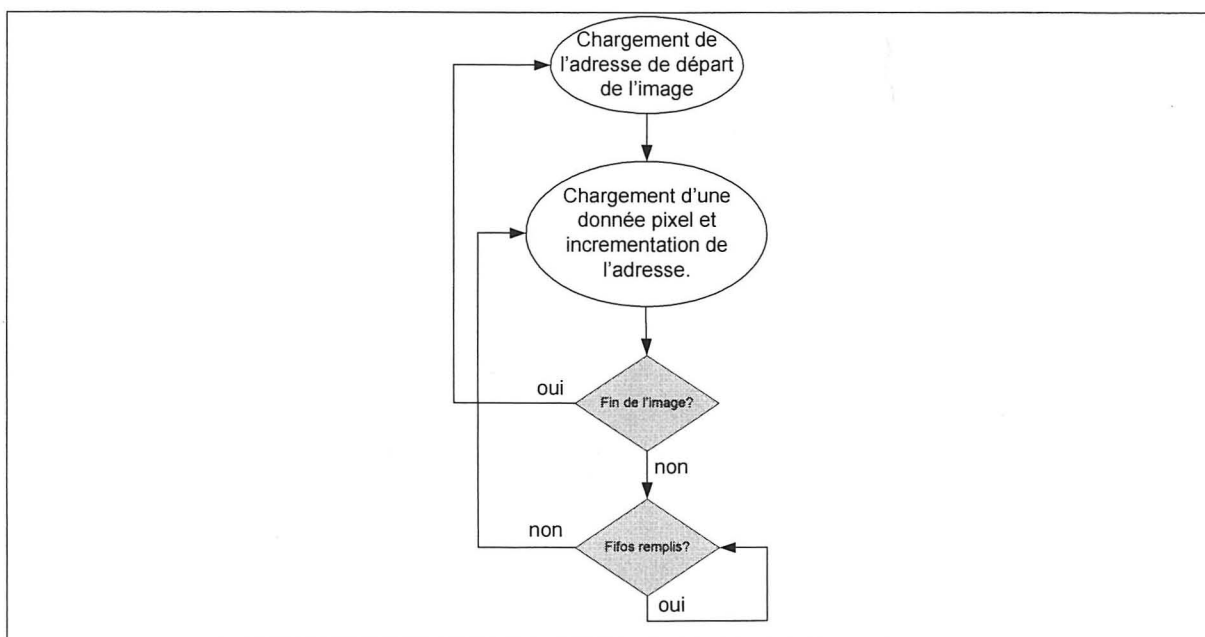 Chargement de
l'adresse de départ
de l'image
Chargement d'une
donnée pixel et
incrementation de
l'adresse.
oui
Fin de l'image?
non
non
Fifos remplis?
oui